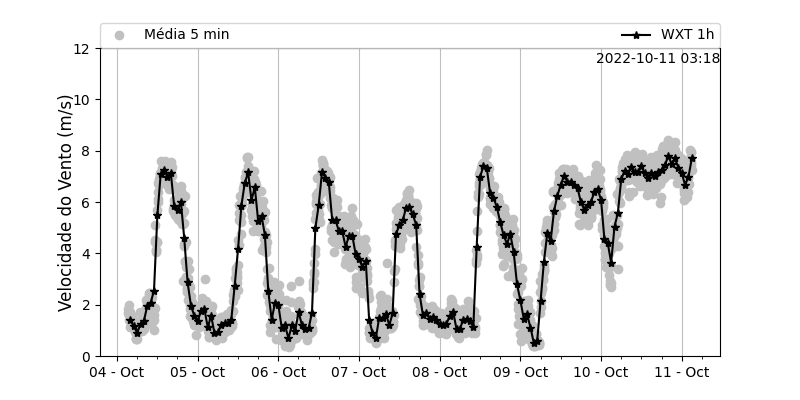 Média 5 min
WXT 1h
2022-10-11 03:18
Velocidade do Vento (m/s)
12
10
8
6
4
2
0
04 - Oct
05 - Oct
06 - Oct
07 - Oct
08 - Oct
09 - Oct
10 - Oct
11 - Oct